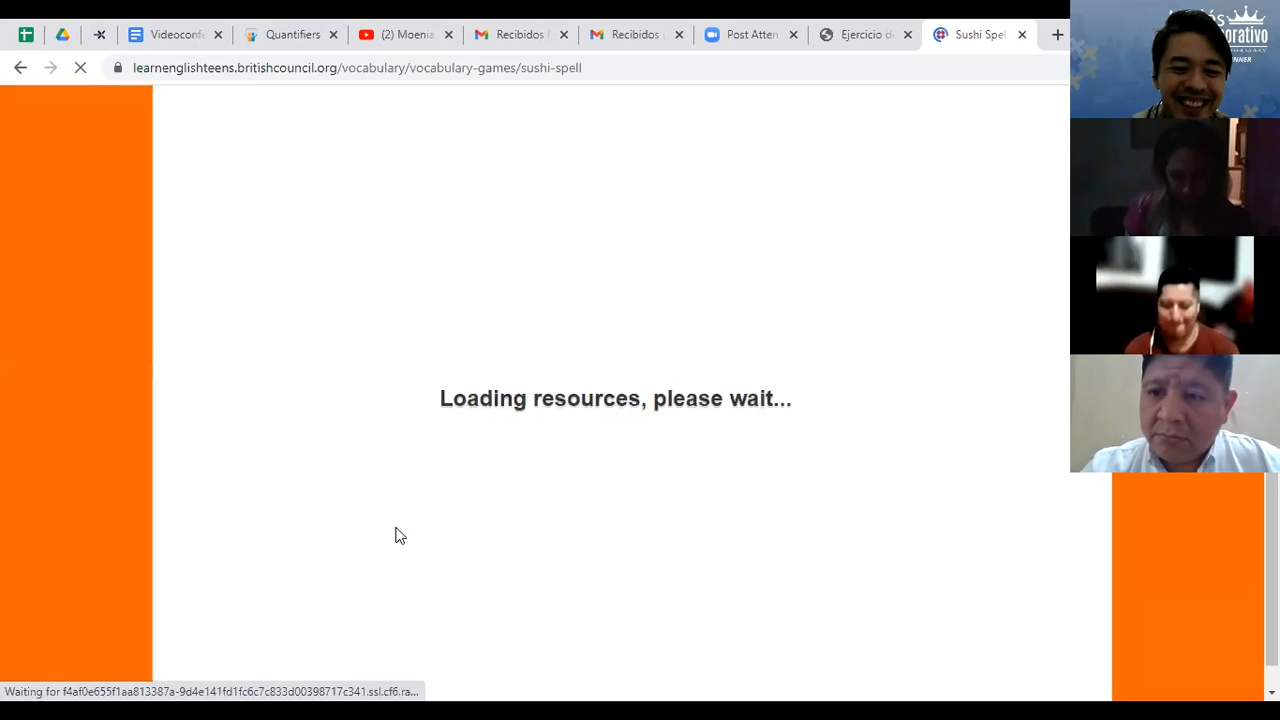 Videoconfe
Quantifiers
(2) Moenia
Recibidos
Recibidos
Post Atten
Ejercicio d
Sushi Spel
learnenglishteens.britishcouncil.org/vocabulary/vocabulary-games/sushi-spell
Loading resources, please wait...
Waiting for f4af0e655f1aa813387a-9d4e141fd1fc6c7c833d00398717c341.ssl.cf6.ra...